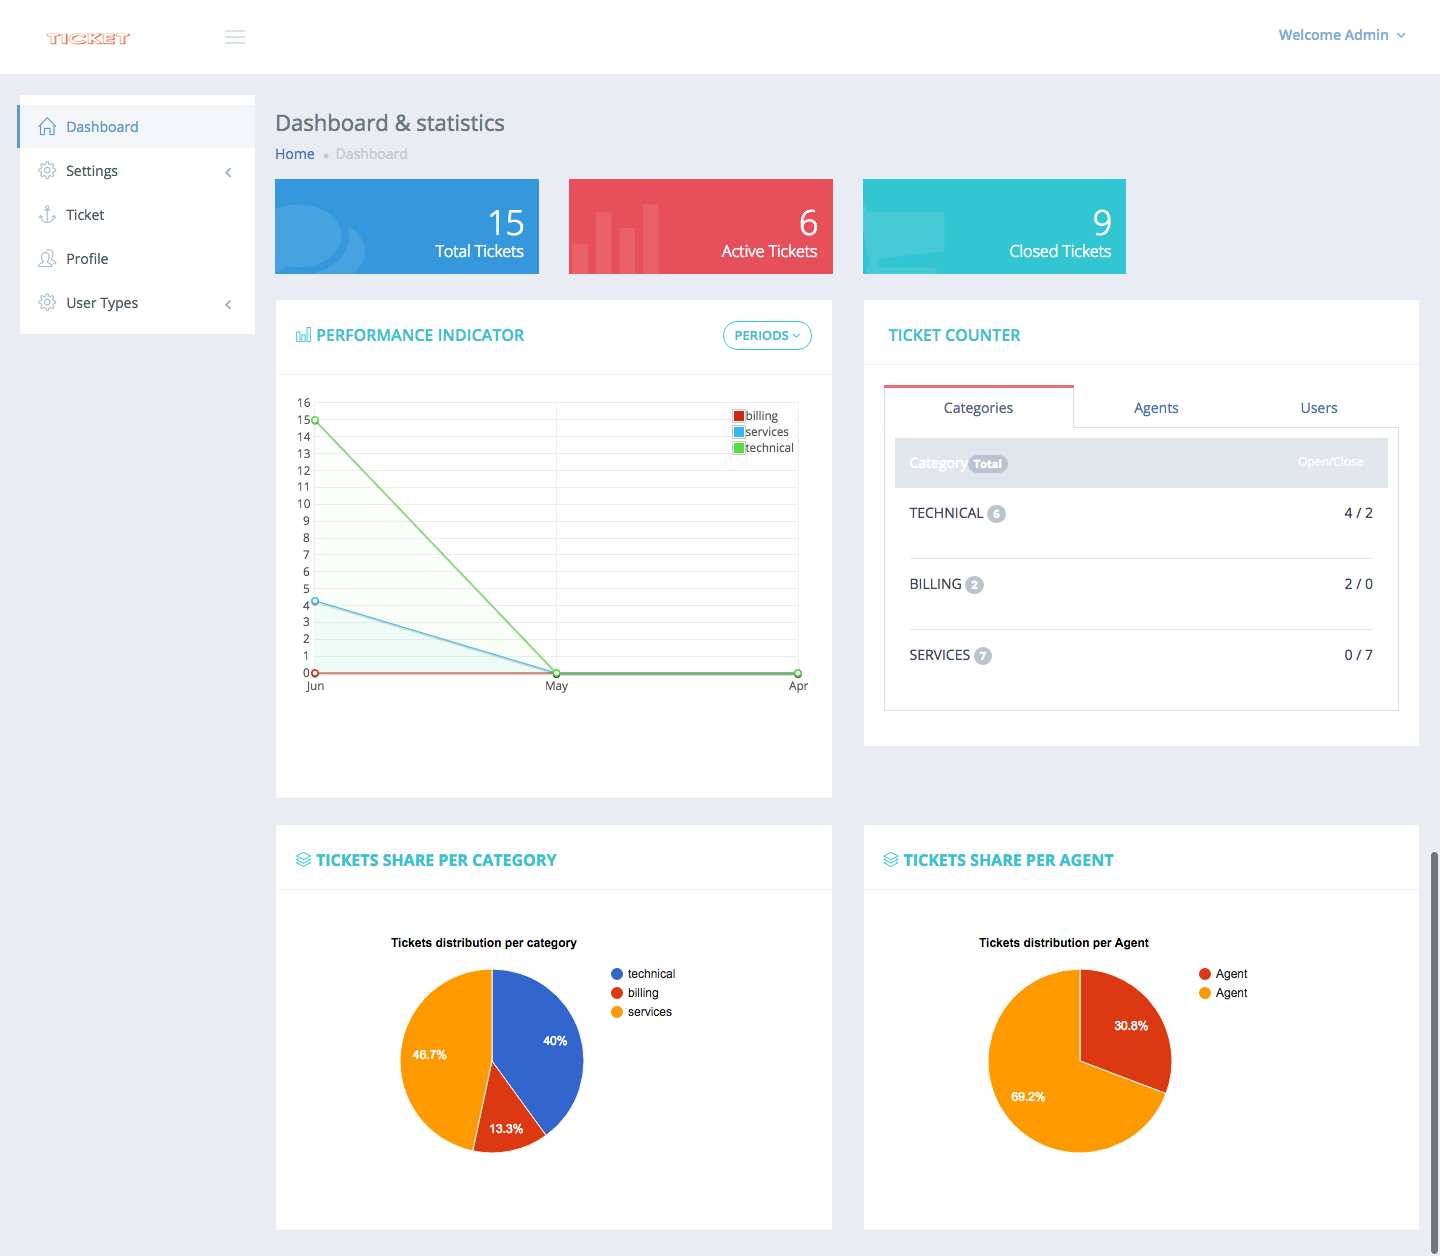 TICKET
Welcome Admin
Dashboard
Settings
Ticket
Profile
User Types
Dashboard & statistics
Home Dashboard
15
Total Tickets
6
Active Tickets
9
Closed Tickets
PERFORMANCE INDICATOR
PERIODS
16
15
14
13
12
11
10
9
8
7
6
5
4
3
2
1
0
Jun May Apr
billing
services
technical
TICKET COUNTER
Categories Agents Users
Category Total Open/Close
TECHNICAL 6 4 / 2
BILLING 2 2 / 0
SERVICES 7 0 / 7
TICKETS SHARE PER CATEGORY
Tickets distribution per category
technical
billing
services
40%
46.7%
13.3%
TICKETS SHARE PER AGENT
Tickets distribution per Agent
Agent
Agent
30.8%
69.2%